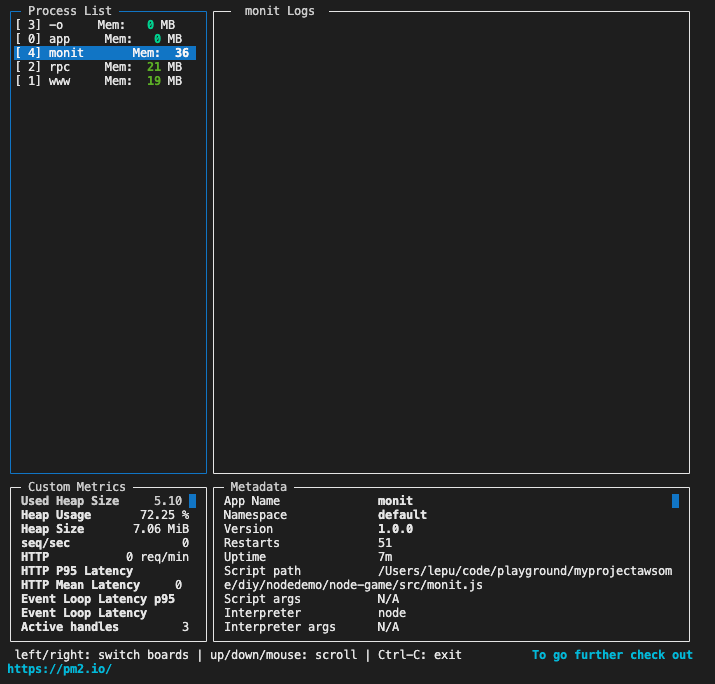 Process List
[ 3] -o Mem: 0 MB
[ 0] app Mem: 0 MB
[ 4] monit Mem: 36
[ 2] rpc Mem: 21 MB
[ 1] www Mem: 19 MB
monit Logs
Custom Metrics
Used Heap Size 5.10
Heap Usage 72.25 %
Heap Size 7.06 MiB
seq/sec 0
HTTP 0 req/min
HTTP P95 Latency
HTTP Mean Latency 0
Event Loop Latency p95
Event Loop Latency
Active handles 3
Metadata
App Name monit
Namespace default
Version 1.0.0
Restarts 51
Uptime 7m
Script path /Users/lepu/code/playground/myprojectawsom
e/diy/nodedemo/node-game/src/monit.js
Script args N/A
Interpreter node
Interpreter args N/A
left/right: switch boards | up/down/mouse: scroll | Ctrl-C: exit To go further check out
https://pm2.io/